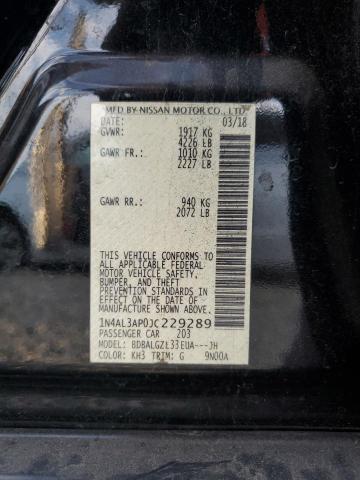 MFD BY NISSAN MOTOR CO., LTD.
DATE: 03/18
GVWR: 1917 KG
4226 LB
GAWR FR.: 1010 KG
2227 LB
GAWR RR.: 940 KG
2072 LB
THIS VEHICLE CONFORMS TO
ALL APPLICABLE FEDERAL
MOTOR VEHICLE SAFETY,
BUMPER, AND THEFT
PREVENTION STANDARDS IN
EFFECT ON THE DATE OF
MANUFACTURE SHOWN ABOVE.
1N4AL3AP0JC229289
PASSENGER CAR 203
MODEL: BDBALGZL33EUA---JH
COLOR: KH3 TRIM: G 9N00A